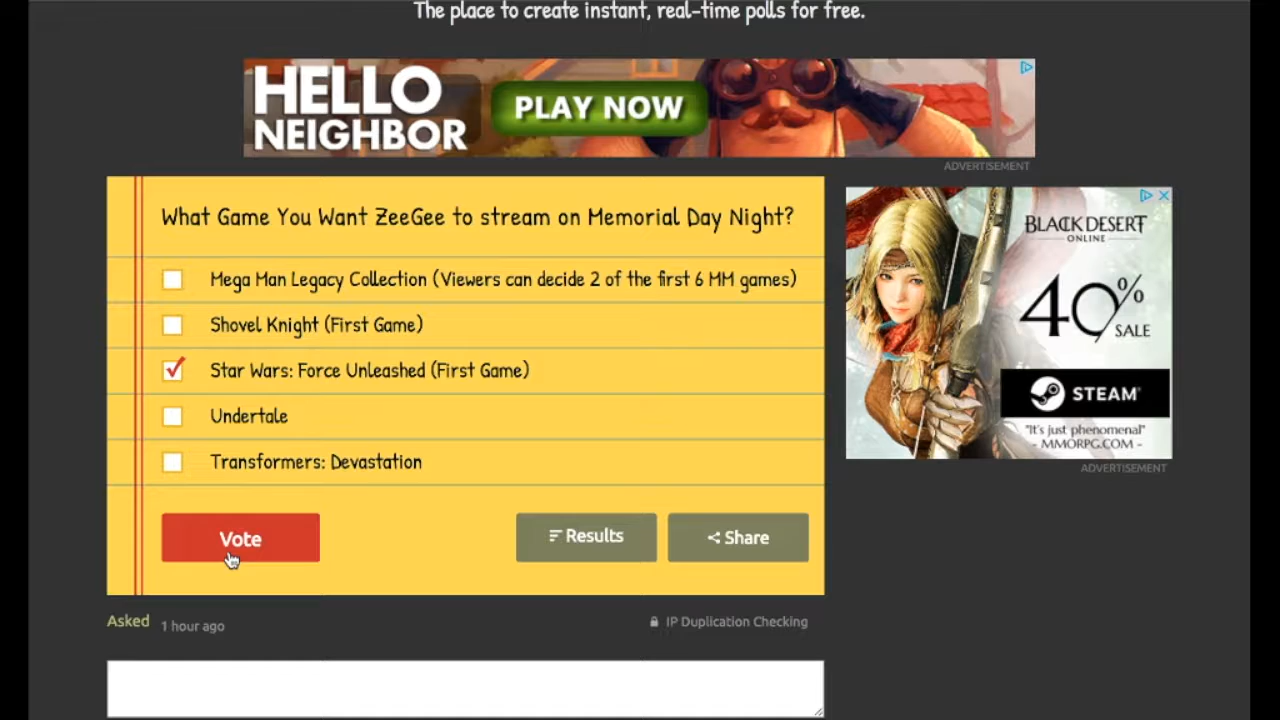 The place to create instant, real-time polls for free.
HELLO
NEIGHBOR
PLAY NOW
ADVERTISEMENT
What Game You Want ZeeGee to stream on Memorial Day Night?
Mega Man Legacy Collection (Viewers can decide 2 of the first 6 MM games)
Shovel Knight (First Game)
Star Wars: Force Unleashed (First Game)
Undertale
Transformers: Devastation
Vote
Results
Share
BLACK DESERT
ONLINE
40% SALE
STEAM
"It's just phenomenal"
- MMORPG.COM -
ADVERTISEMENT
Asked 1 hour ago
IP Duplication Checking